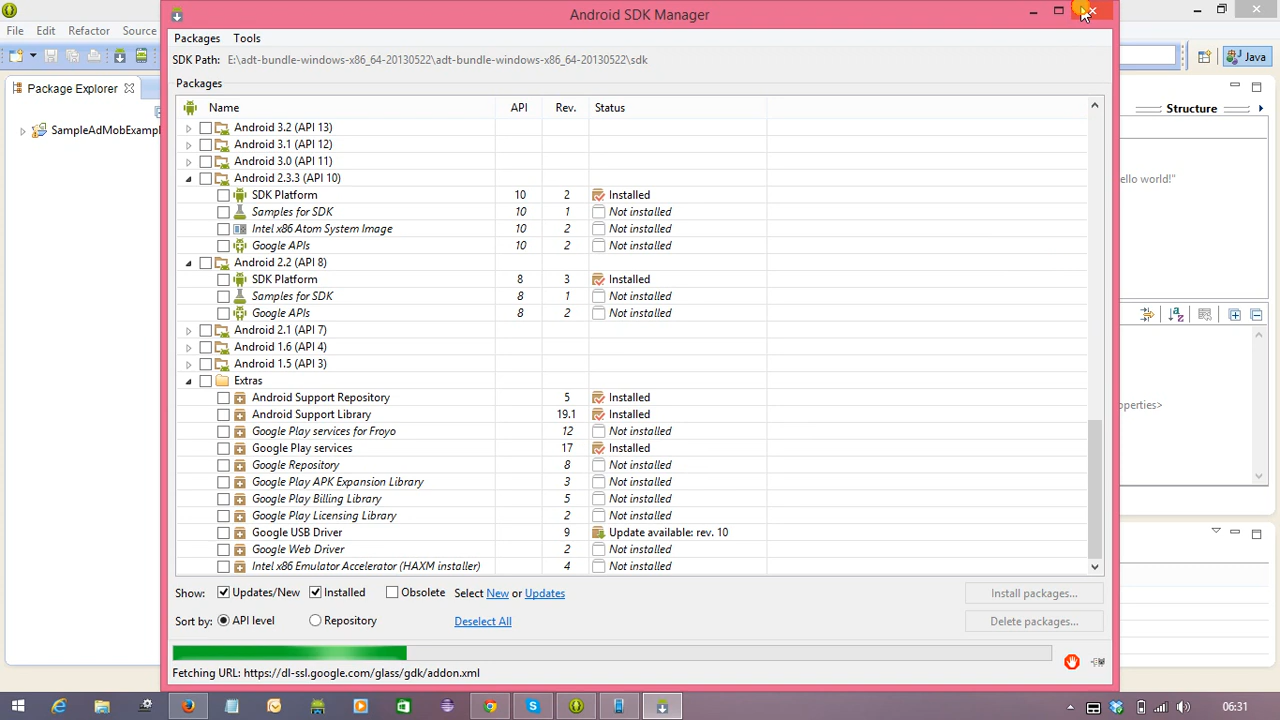 Android SDK Manager
File Edit Refactor Source
Packages Tools
SDK Path: E:\adt-bundle-windows-x86_64-20130522\adt-bundle-windows-x86_64-20130522\sdk
Java
Packages
Package Explorer
Name API Rev. Status
Structure
Android 3.2 (API 13)
SampleAdMobExamp
Android 3.1 (API 12)
Android 3.0 (API 11)
Android 2.3.3 (API 10)
ello world!"
SDK Platform 10 2 Installed
Samples for SDK 10 1 Not installed
Intel x86 Atom System Image 10 2 Not installed
Google APIs 10 2 Not installed
Android 2.2 (API 8)
SDK Platform 8 3 Installed
Samples for SDK 8 1 Not installed
Google APIs 8 2 Not installed
Android 2.1 (API 7)
Android 1.6 (API 4)
Android 1.5 (API 3)
Extras
Android Support Repository 5 Installed
operties>
Android Support Library 19.1 Installed
Google Play services for Froyo 12 Not installed
Google Play services 17 Installed
Google Repository 8 Not installed
Google Play APK Expansion Library 3 Not installed
Google Play Billing Library 5 Not installed
Google Play Licensing Library 2 Not installed
Google USB Driver 9 Update available: rev. 10
Google Web Driver 2 Not installed
Intel x86 Emulator Accelerator (HAXM installer) 4 Not installed
Show: Updates/New Installed Obsolete Select New or Updates Install packages...
Sort by: API level Repository Deselect All Delete packages...
Fetching URL: https://dl-ssl.google.com/glass/gdk/addon.xml
06:31